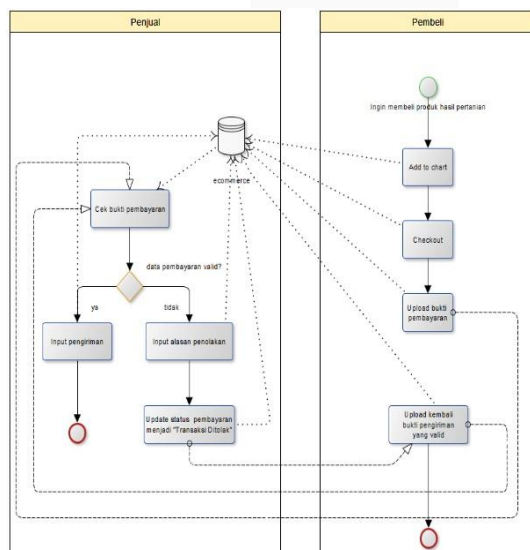 Penjual
Pembeli
Ingin membeli produk hasil pertanian
Add to chart
ecommerce
Cek bukti pembayaran
Checkout
data pembayaran valid?
ya
tidak
Upload bukti
pembayaran
Input pengiriman
Input alasan penolakan
Update status pembayaran
menjadi "Transaksi Ditolak"
Upload kembali
bukti pengiriman
yang valid